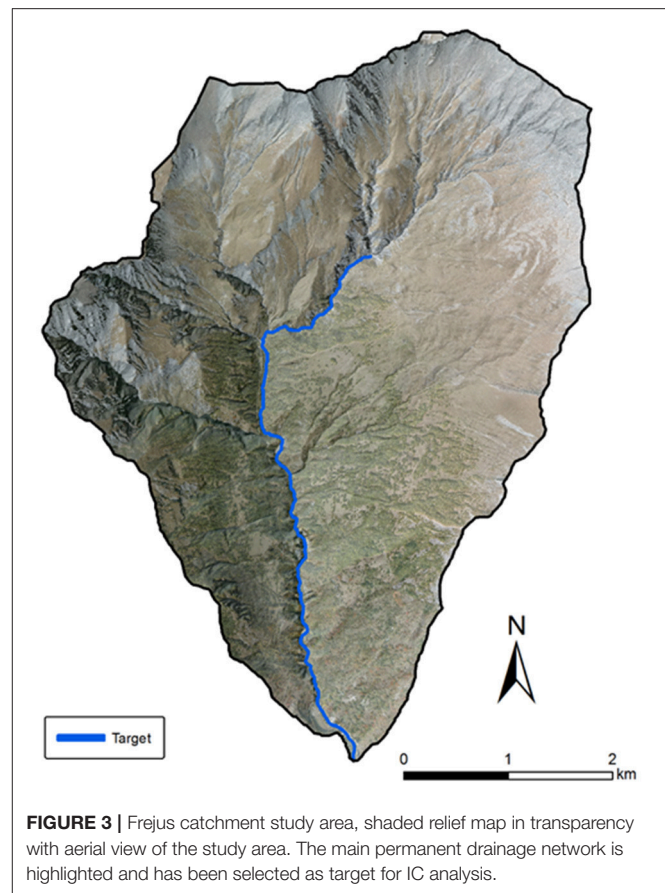 N
Target
0 1 2
km
FIGURE 3 | Frejus catchment study area, shaded relief map in transparency
with aerial view of the study area. The main permanent drainage network is
highlighted and has been selected as target for IC analysis.